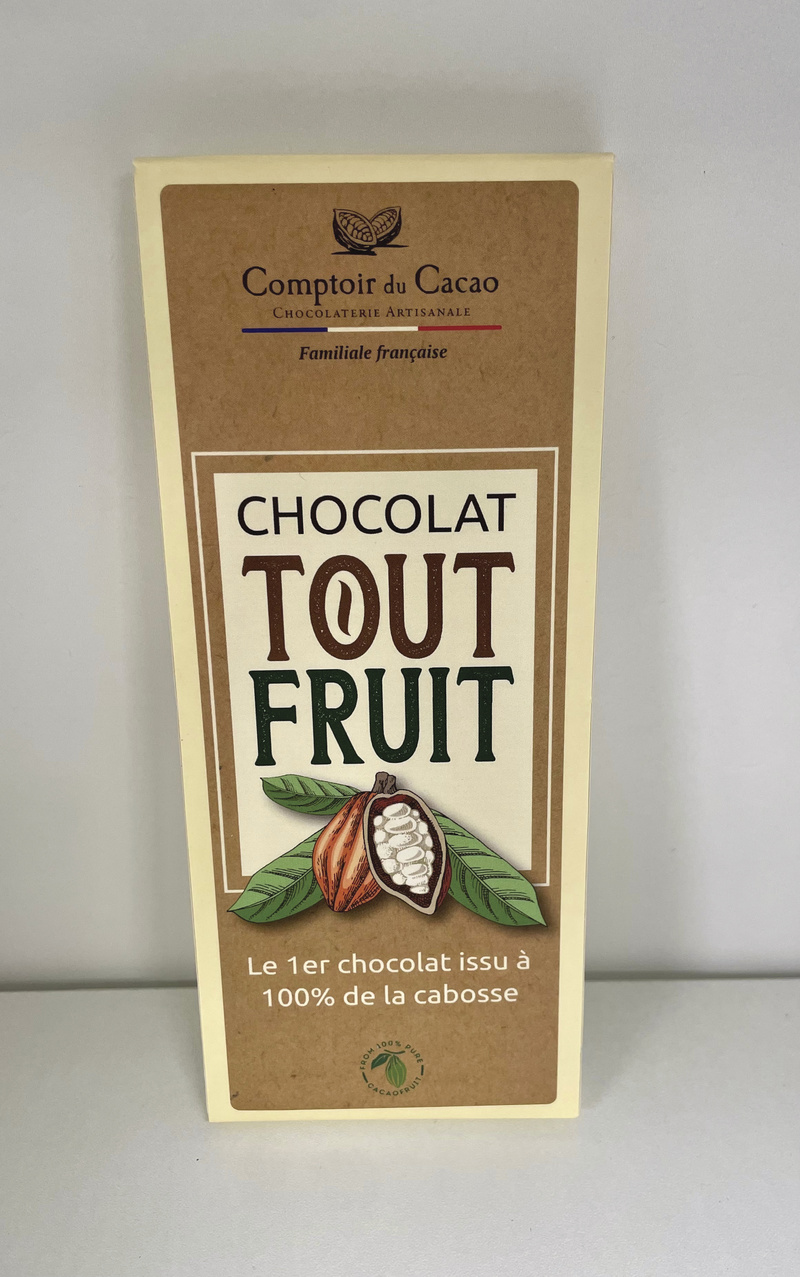 Comptoir du Cacao
Chocolaterie Artisanale
Familiale française
CHOCOLAT
TOUT
FRUIT
Le 1er chocolat issu à
100% de la cabosse
FROM 100% PURE
CACAOFRUIT